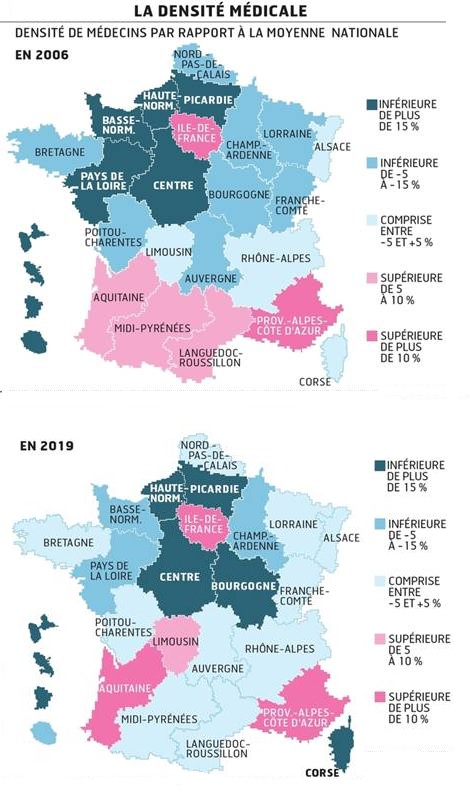 LA DENSITÉ MÉDICALE
DENSITÉ DE MÉDECINS PAR RAPPORT À LA MOYENNE NATIONALE
EN 2006
NORD-
PAS-DE-
CALAIS
HAUTE-
NORM.
PICARDIE
BASSE-
NORM.
ILE-DE-
FRANCE
CHAMP.-
ARDENNE
LORRAINE
ALSACE
BRETAGNE
PAYS DE
LA LOIRE
CENTRE
BOURGOGNE
FRANCHE-
COMTÉ
POITOU-
CHARENTES
LIMOUSIN
AUVERGNE
RHÔNE-ALPES
AQUITAINE
MIDI-PYRÉNÉES
LANGUEDOC-
ROUSSILLON
PROV.-ALPES-
CÔTE D'AZUR
CORSE
INFÉRIEURE
DE PLUS
DE 15 %
INFÉRIEURE
DE -5
À -15 %
COMPRISE
ENTRE
-5 ET +5 %
SUPÉRIEURE
DE 5
À 10 %
SUPÉRIEURE
DE PLUS
DE 10 %
EN 2019
NORD-
PAS-DE-
CALAIS
HAUTE-
NORM.
PICARDIE
BASSE-
NORM.
ILE-DE-
FRANCE
CHAMP.-
ARDENNE
LORRAINE
ALSACE
BRETAGNE
PAYS DE
LA LOIRE
CENTRE
BOURGOGNE
FRANCHE-
COMTÉ
POITOU-
CHARENTES
LIMOUSIN
AUVERGNE
RHÔNE-ALPES
AQUITAINE
MIDI-PYRÉNÉES
LANGUEDOC-
ROUSSILLON
PROV.-ALPES-
CÔTE D'AZUR
CORSE
INFÉRIEURE
DE PLUS
DE 15 %
INFÉRIEURE
DE -5
À -15 %
COMPRISE
ENTRE
-5 ET +5 %
SUPÉRIEURE
DE 5
À 10 %
SUPÉRIEURE
DE PLUS
DE 10 %